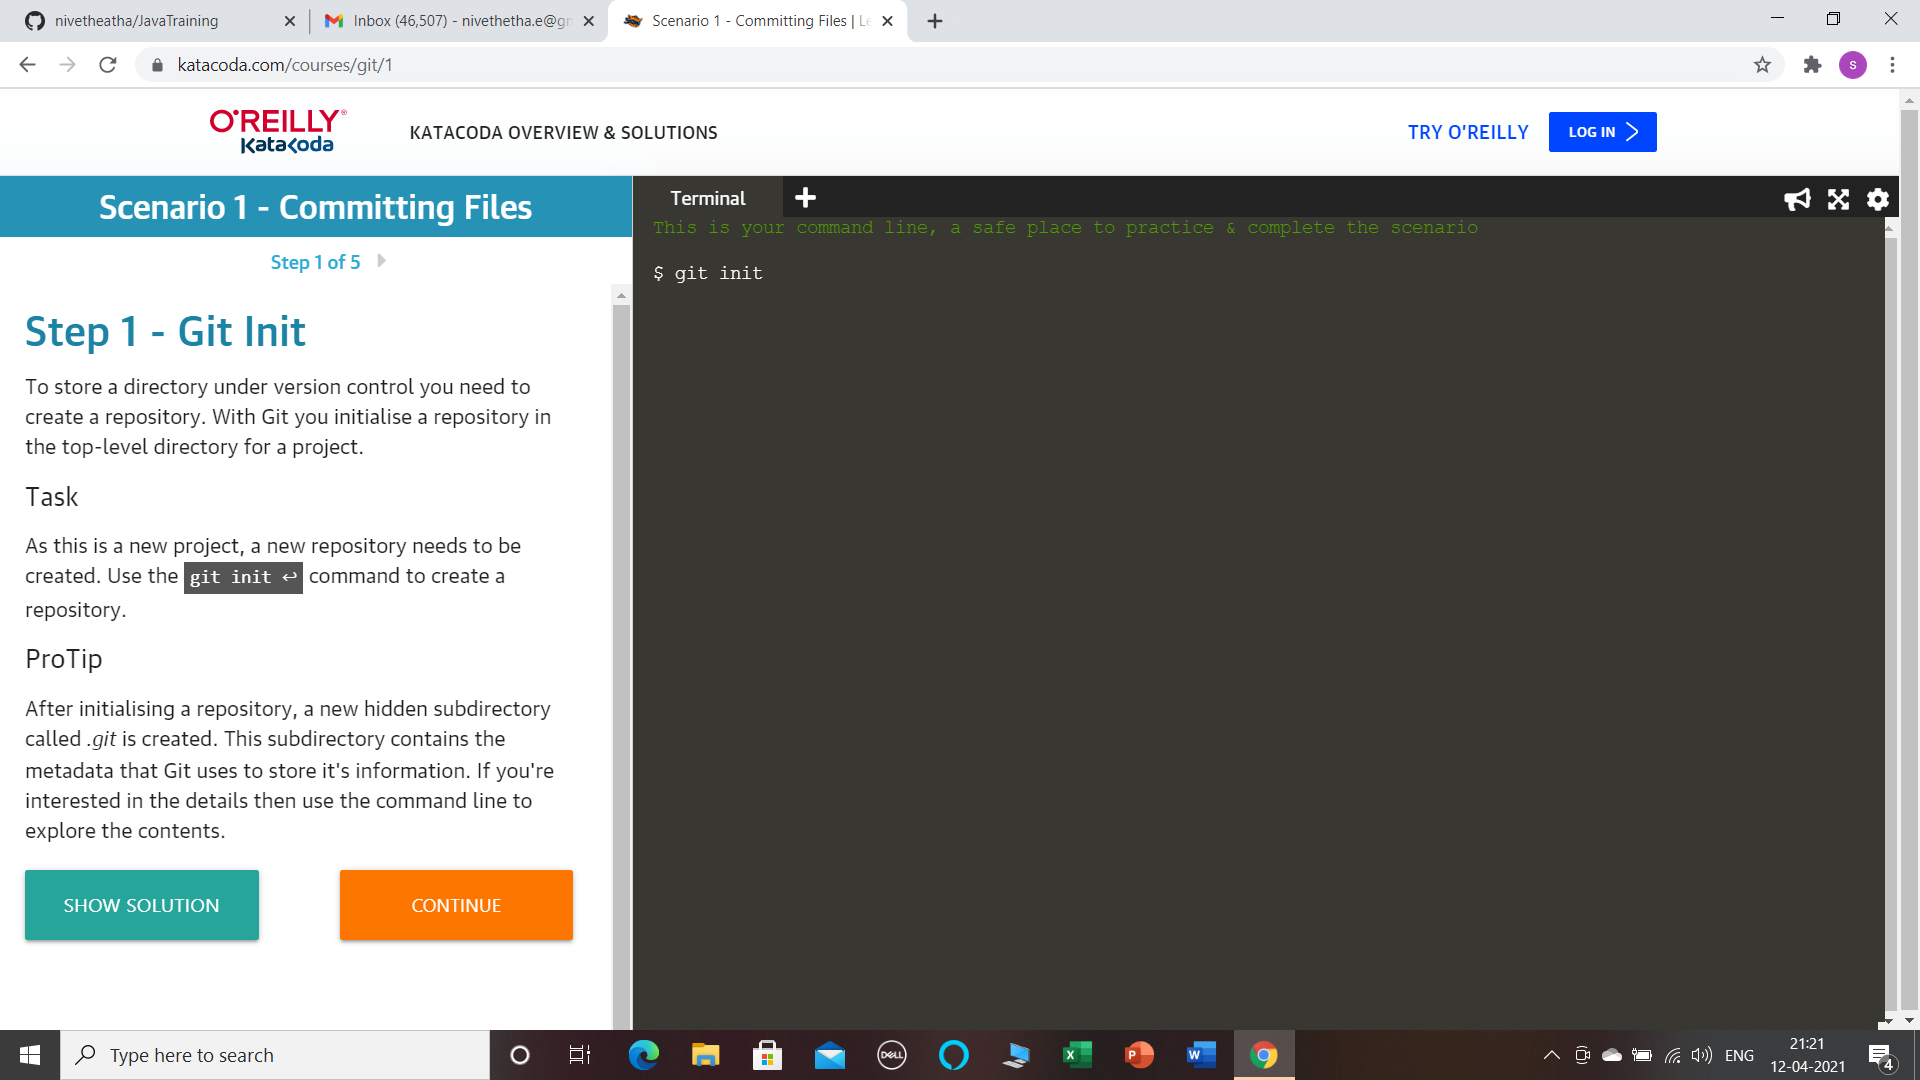 nivetheatha/JavaTraining
Inbox (46,507) - nivethetha.e@gm
Scenario 1 - Committing Files | Le
katacoda.com/courses/git/1
S
O'REILLY®
Katacoda
KATACODA OVERVIEW & SOLUTIONS
TRY O'REILLY
LOG IN
Scenario 1 - Committing Files
Step 1 of 5
Step 1 - Git Init
To store a directory under version control you need to
create a repository. With Git you initialise a repository in
the top-level directory for a project.
Task
As this is a new project, a new repository needs to be
created. Use the git init ↩ command to create a
repository.
ProTip
After initialising a repository, a new hidden subdirectory
called .git is created. This subdirectory contains the
metadata that Git uses to store it's information. If you're
interested in the details then use the command line to
explore the contents.
SHOW SOLUTION
CONTINUE
Terminal
This is your command line, a safe place to practice & complete the scenario
$ git init
Type here to search
DELL
X
P
W
ENG
21:21
12-04-2021
4